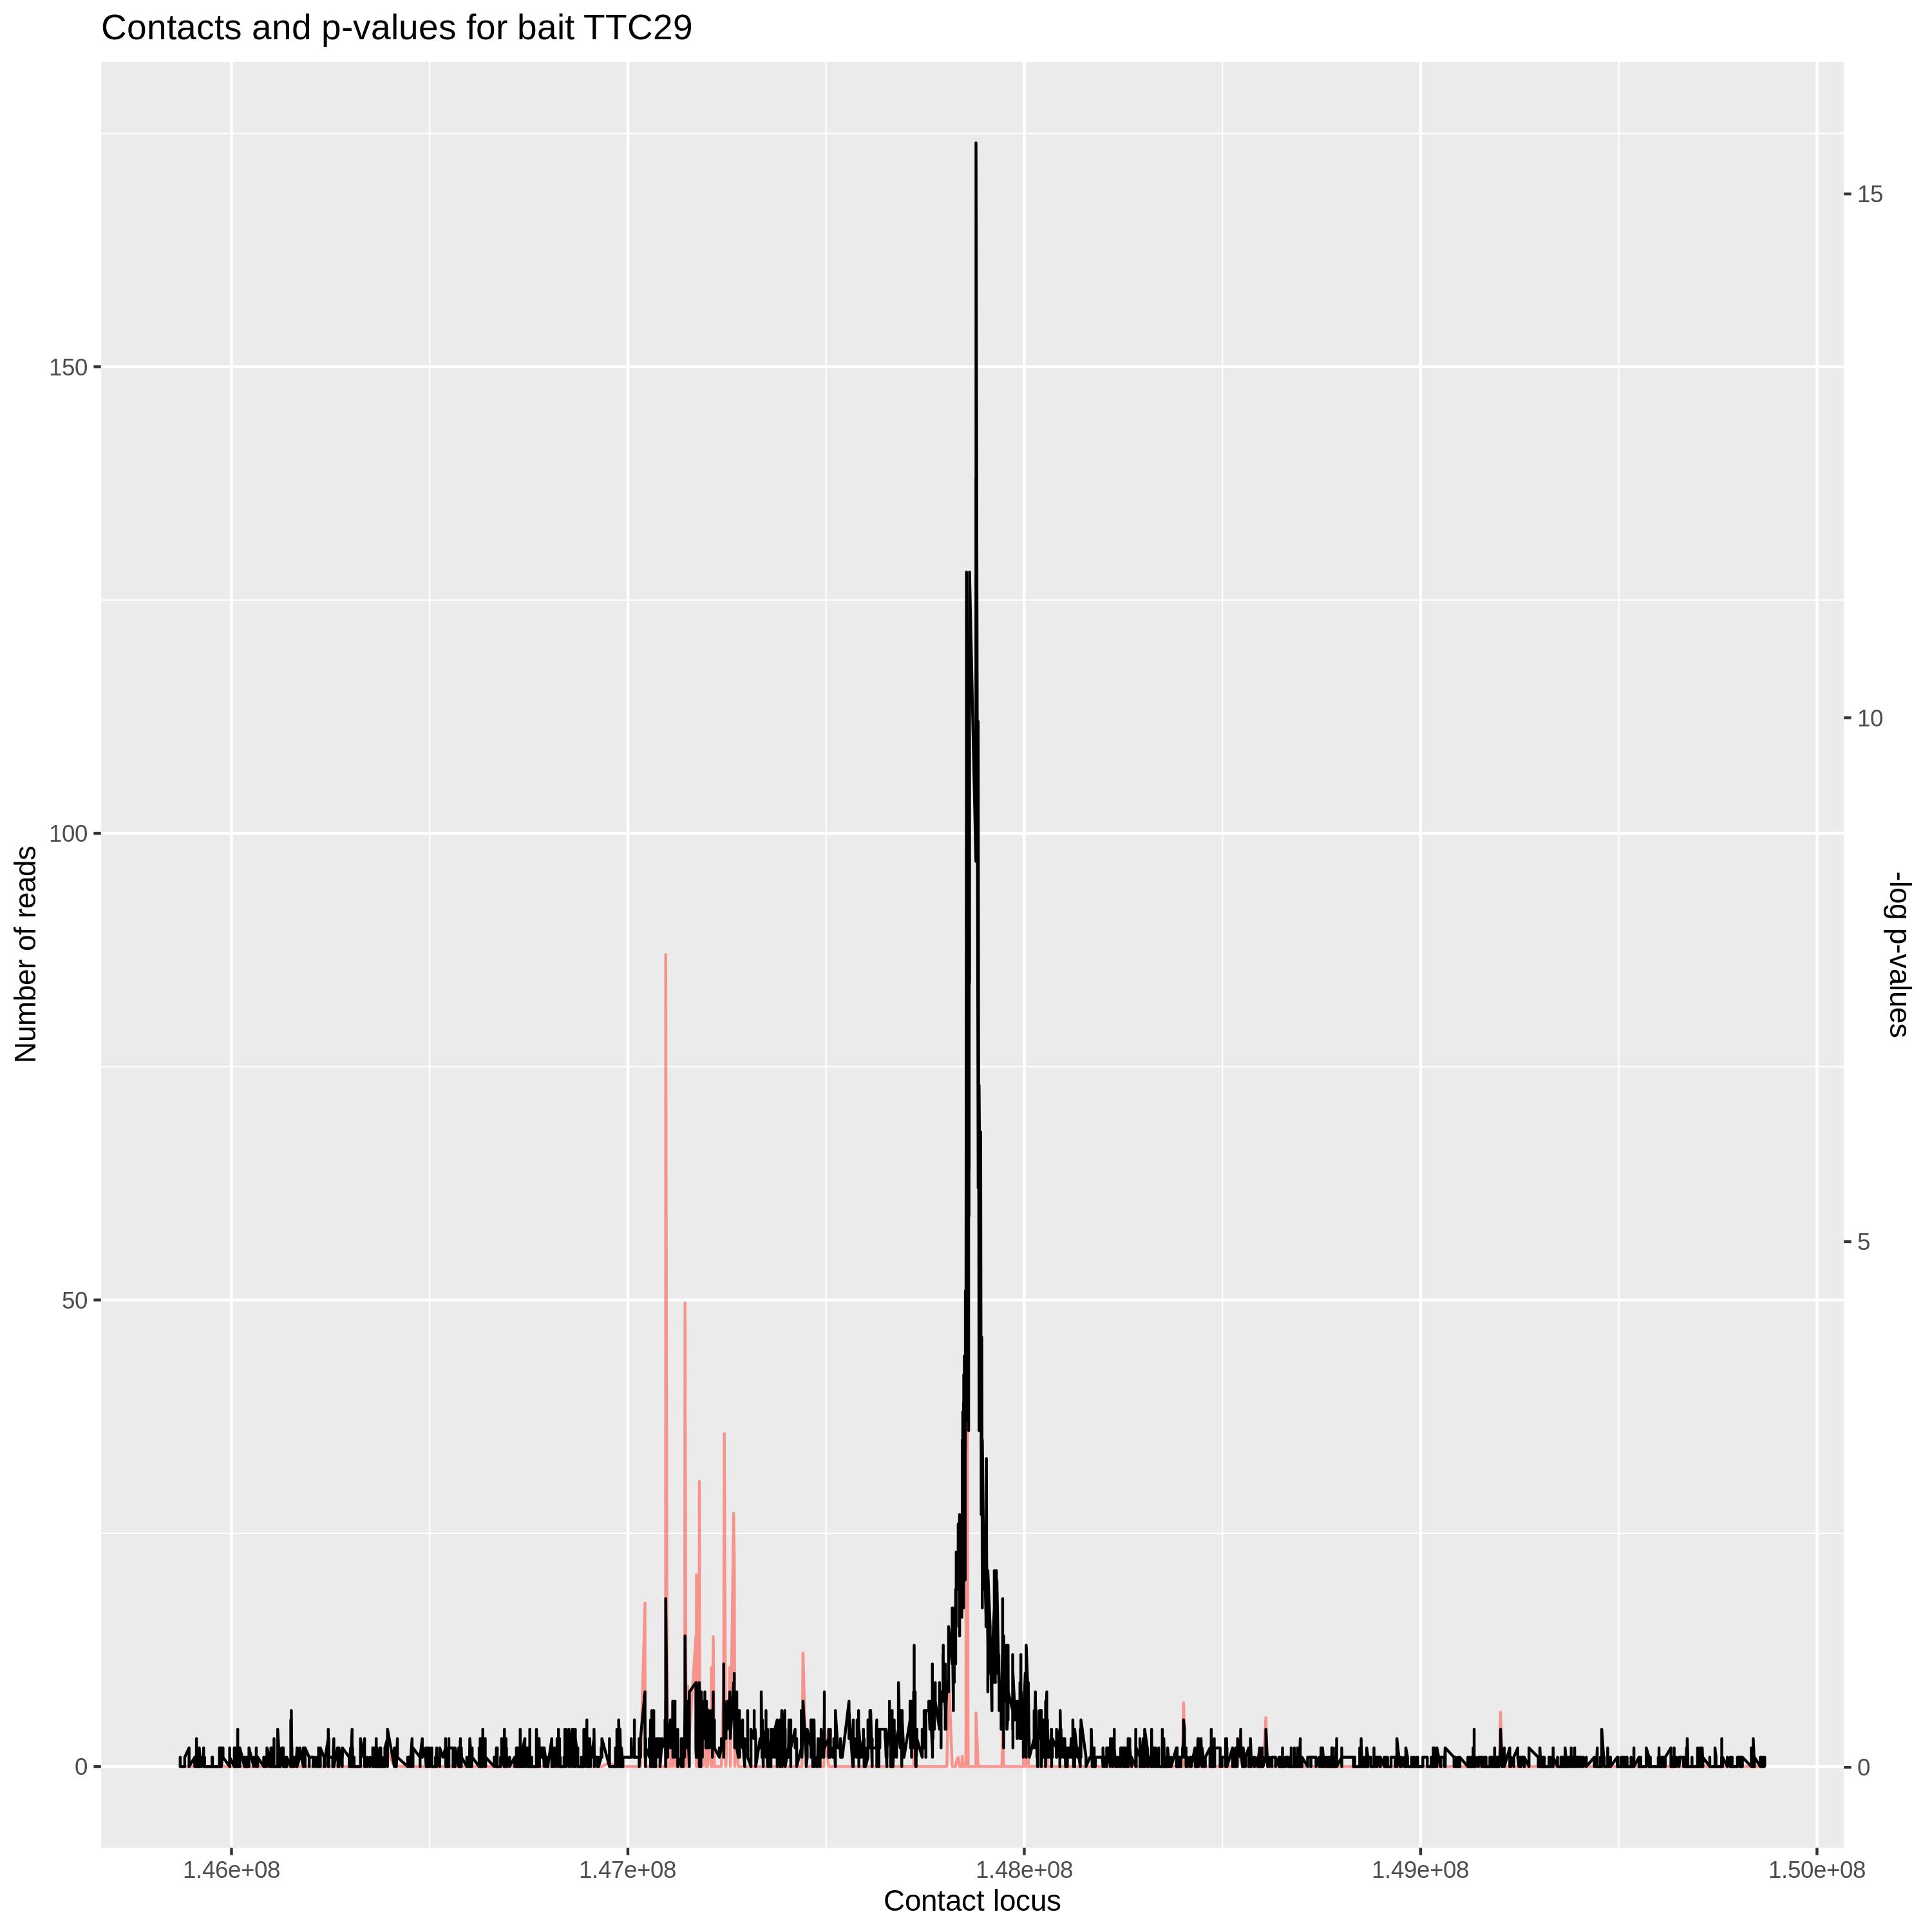 Contacts and p-values for bait TTC29
150
100
50
0
Number of reads
15
10
5
0
-log p-values
1.46e+08
1.47e+08
1.48e+08
1.49e+08
1.50e+08
Contact locus